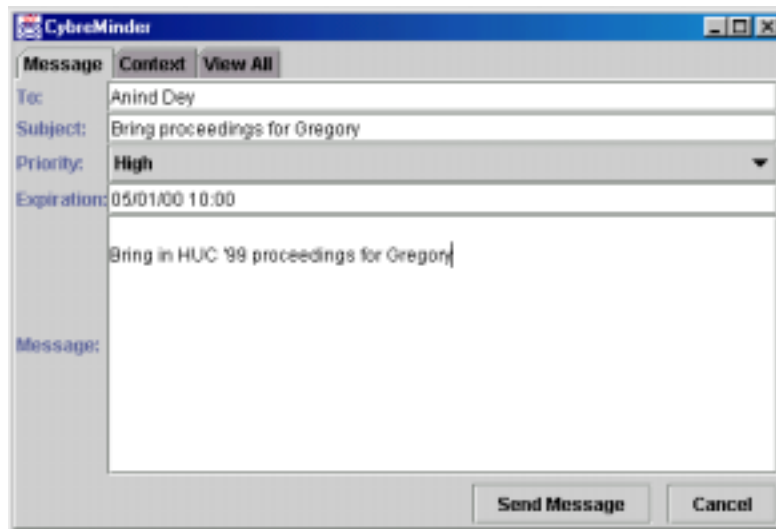 CybreMinder
Message Context View All
To: Anind Dey
Subject: Bring proceedings for Gregory
Priority: High
Expiration: 05/01/00 10:00
Bring in HUC '99 proceedings for Gregory
Message:
Send Message Cancel